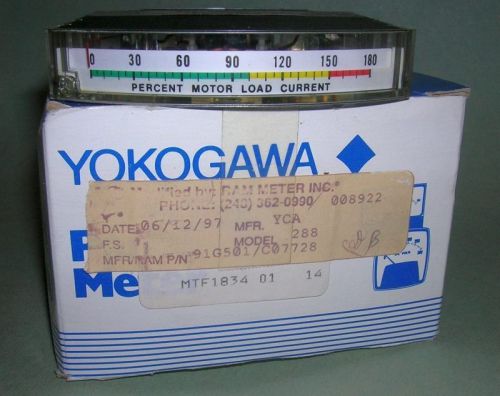 0 30 60 90 120 150 180
PERCENT MOTOR LOAD CURRENT
YOKOGAWA
Modified by: RAM METER INC.
PHONE: (248) 362-0990 008922
DATE: 06/12/97 MFR. YCA
F.S. MODEL 288
MFR/RAM P/N 91G501/C07728
P
Me
MTF1834 01 14